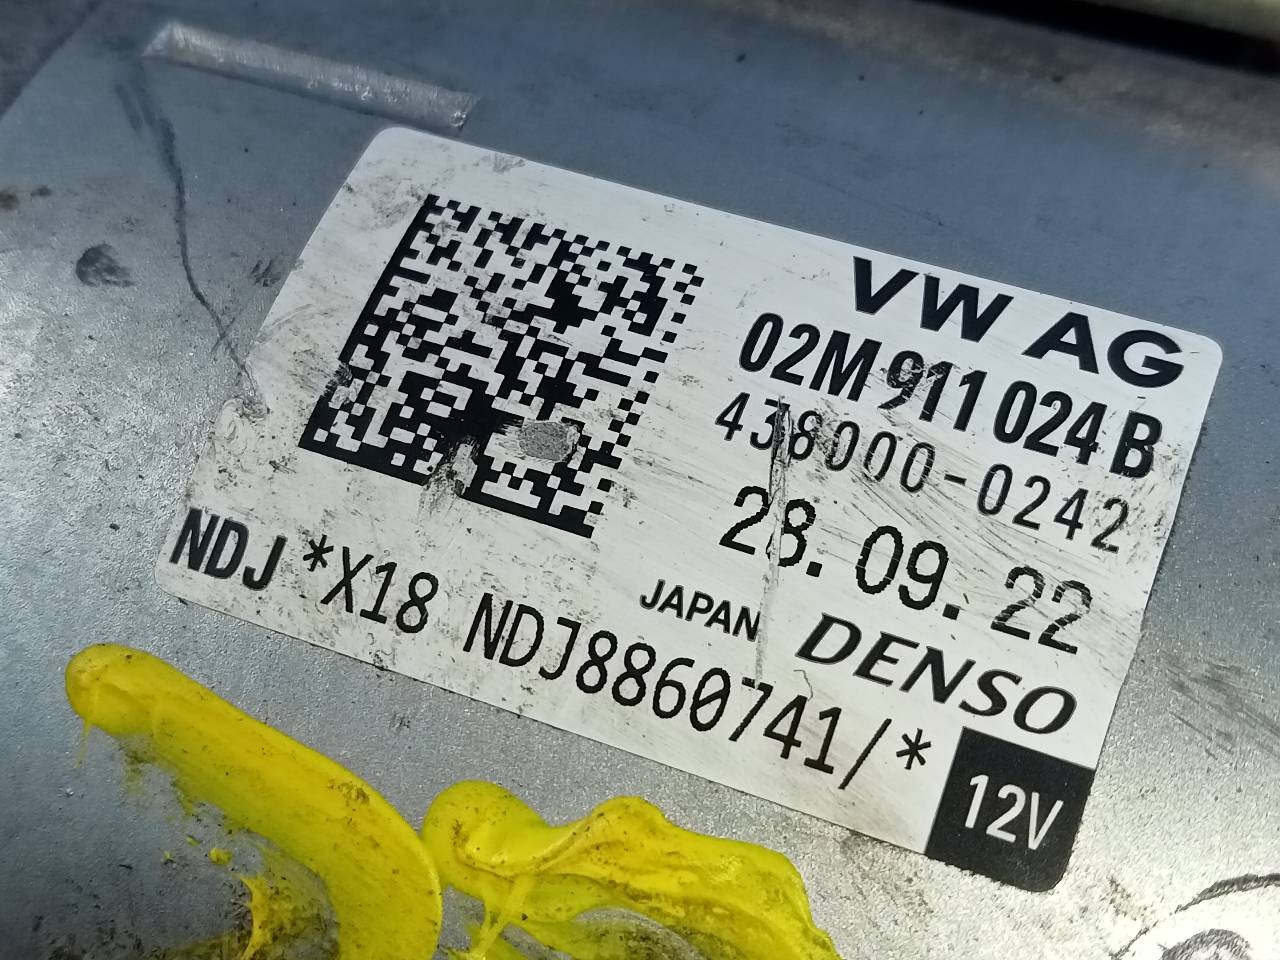 VW AG
02M 911 024 B
438000-0242
28.09.22
JAPAN DENSO
NDJ *X18 NDJ8860741/*
12V